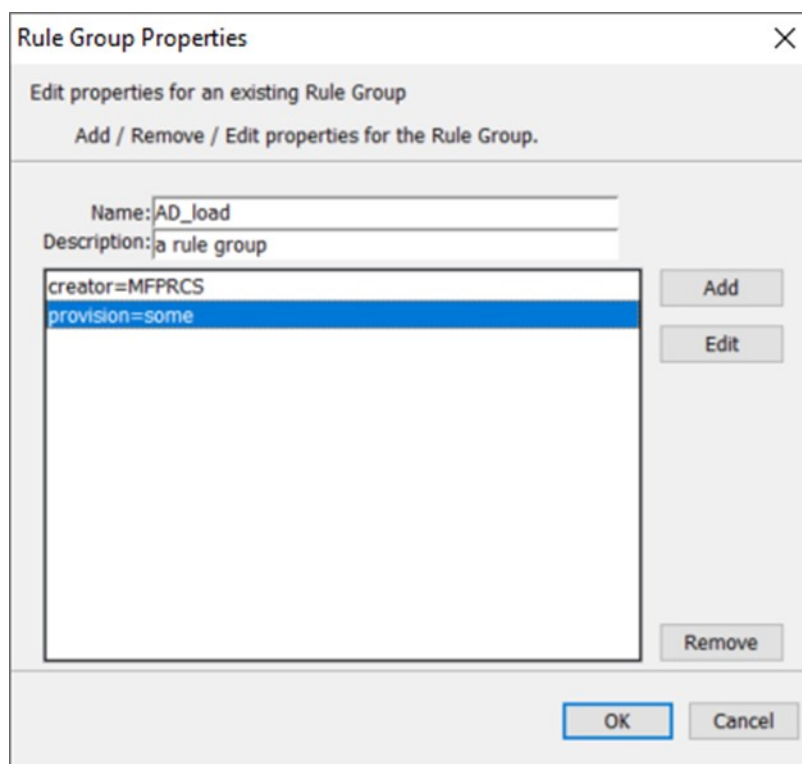 Rule Group Properties
Edit properties for an existing Rule Group
Add / Remove / Edit properties for the Rule Group.
Name: AD_load
Description: a rule group
creator=MFPRCS
Add
provision=some
Edit
Remove
OK
Cancel